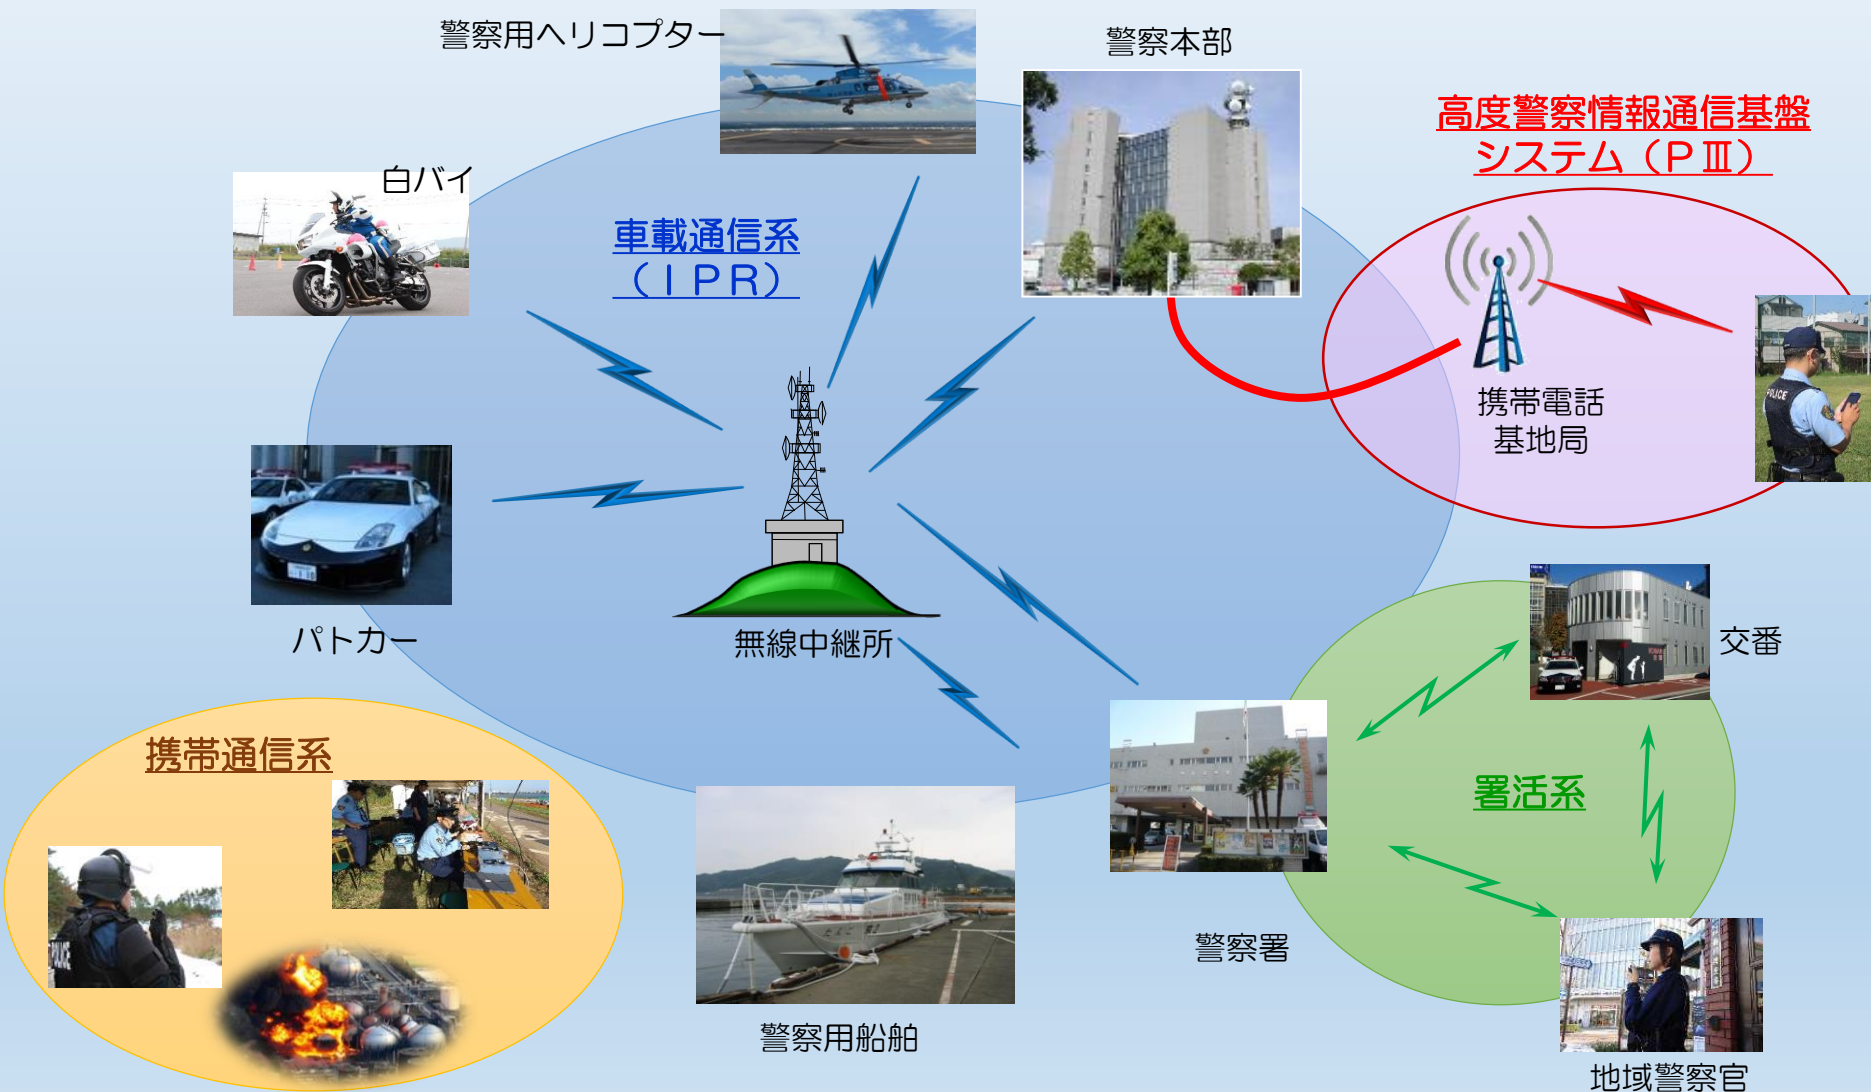 警察用ヘリコプター
警察本部
高度警察情報通信基盤
システム（ＰⅢ）
白バイ
車載通信系
（ＩＰＲ）
携帯電話
基地局
POLICE
パトカー
無線中継所
交番
携帯通信系
署活系
POLICE
警察署
警察用船舶
地域警察官